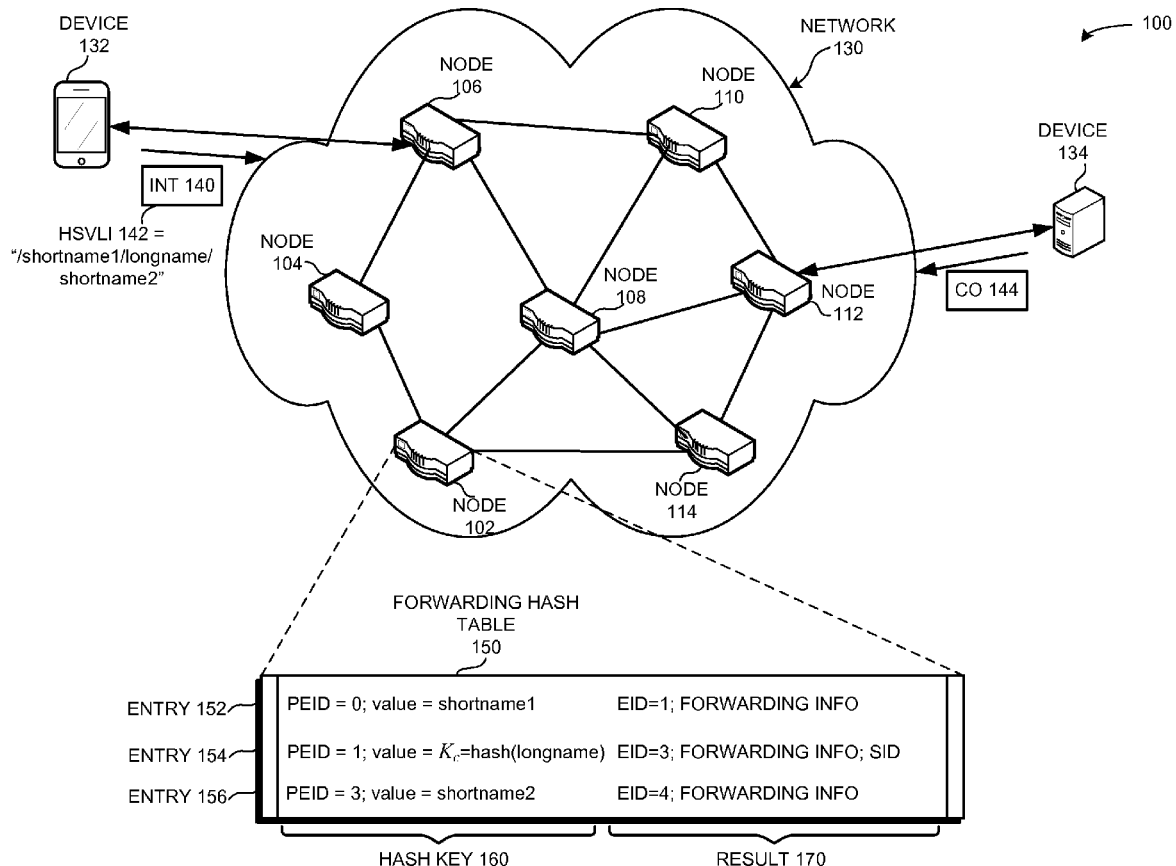 100
DEVICE
132
NETWORK
130
NODE
106
NODE
110
DEVICE
134
INT 140
HSVLI 142 =
“/shortname1/longname/
shortname2”
NODE
104
NODE
108
NODE
112
CO 144
NODE
102
NODE
114
FORWARDING HASH
TABLE
150
ENTRY 152
PEID = 0; value = shortname1
EID=1; FORWARDING INFO
ENTRY 154
PEID = 1; value = Kc=hash(longname)
EID=3; FORWARDING INFO; SID
ENTRY 156
PEID = 3; value = shortname2
EID=4; FORWARDING INFO
HASH KEY 160
RESULT 170